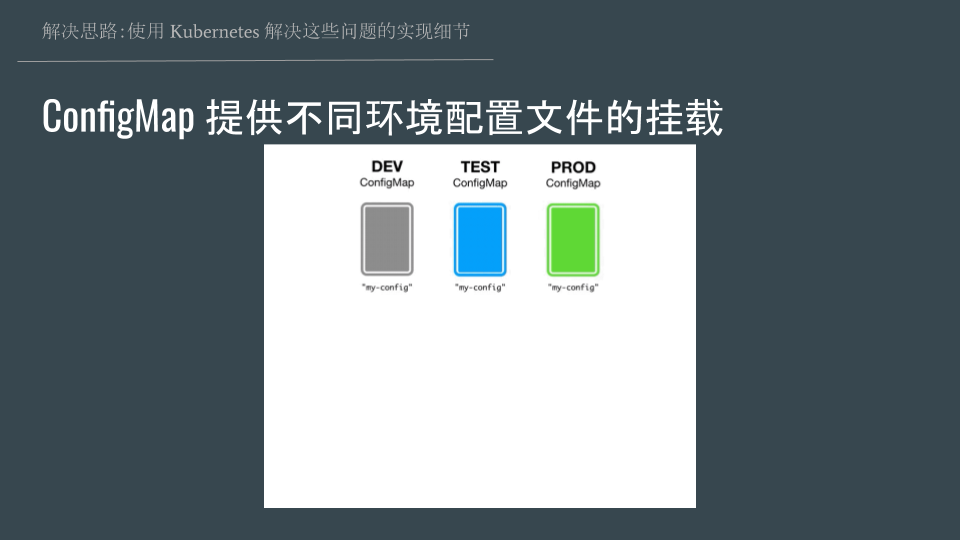 解决思路:使用 Kubernetes 解决这些问题的实现细节
ConfigMap 提供不同环境配置文件的挂载
DEV TEST PROD
ConfigMap ConfigMap ConfigMap
"my-config" "my-config" "my-config"